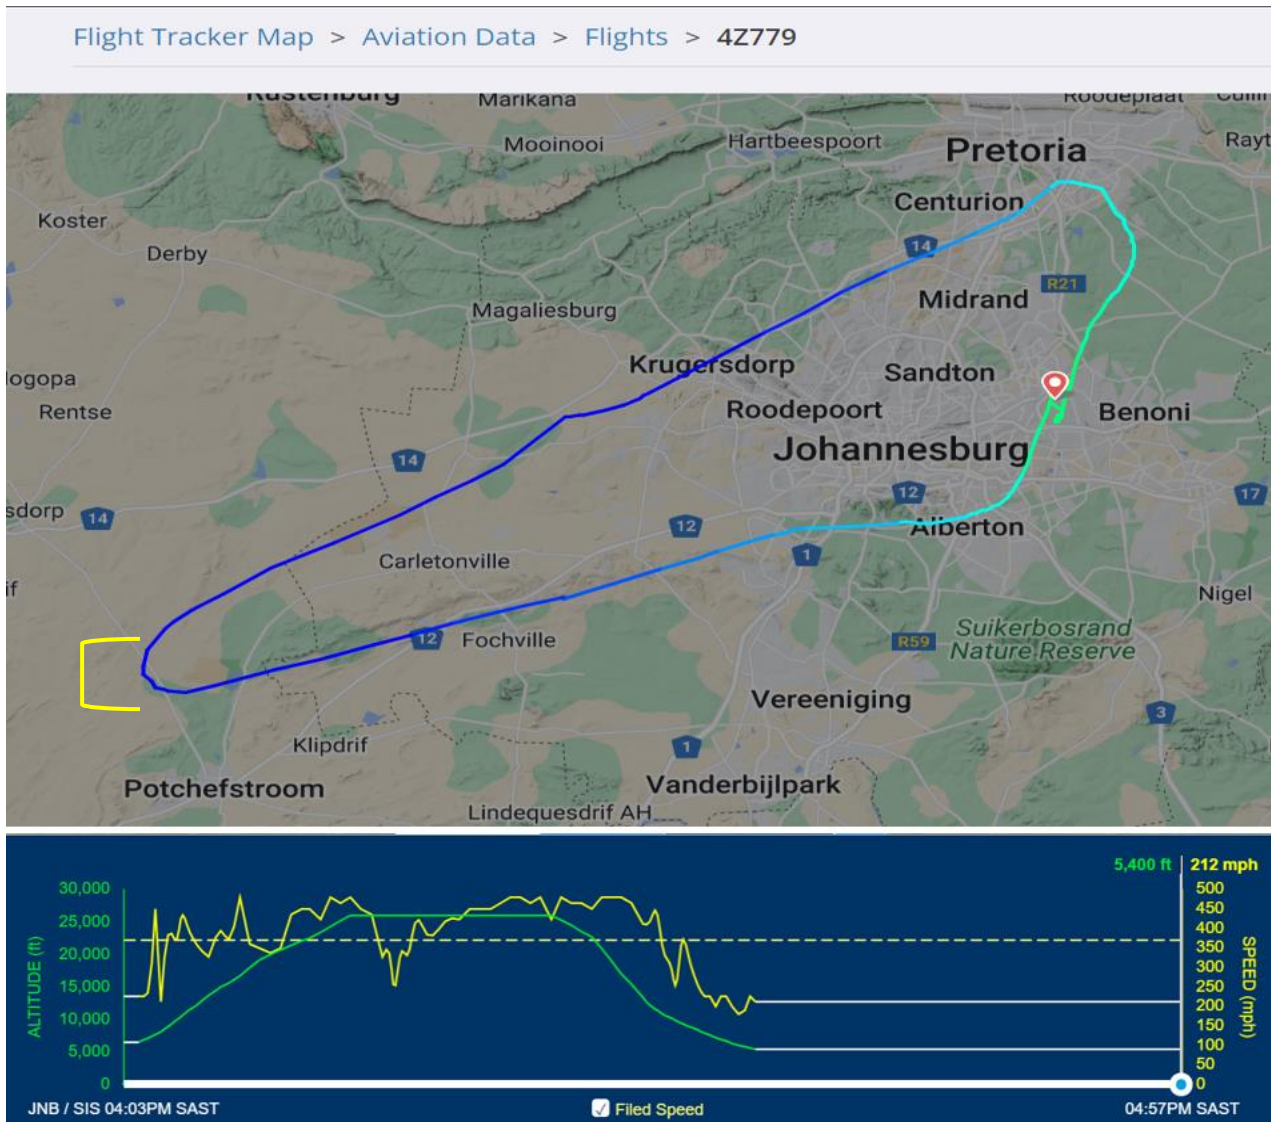 Flight Tracker Map > Aviation Data > Flights > 4Z779
Rustenburg
Marikana
Roodeplaat
Mooinooi
Hartbeespoort
Pretoria
Koster
Centurion
Derby
14
Midrand
R21
Magaliesburg
Krugersdorp
Sandton
Rentse
Roodepoort
Benoni
Johannesburg
14
12
17
14
12
Alberton
1
Carletonville
Nigel
12
Fochville
R59
Suikerbosrand
Nature Reserve
Vereeniging
3
Klipdrif
1
Potchefstroom
Vanderbijlpark
Lindequesdrif AH
5,400 ft 212 mph
30,000 500
25,000 450
20,000 400
15,000 350
10,000 300
5,000 250
0 200
150
100
50
0
ALTITUDE (ft)
SPEED (mph)
JNB / SIS 04:03PM SAST
Filed Speed
04:57PM SAST